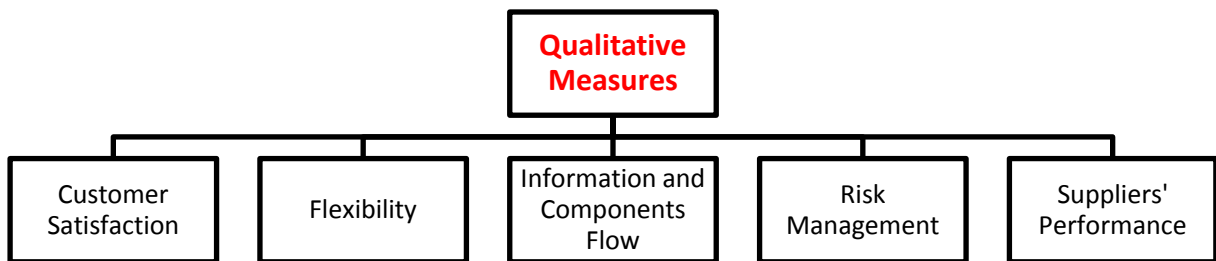 Qualitative
Measures
Customer
Satisfaction
Flexibility
Information and
Components
Flow
Risk
Management
Suppliers'
Performance